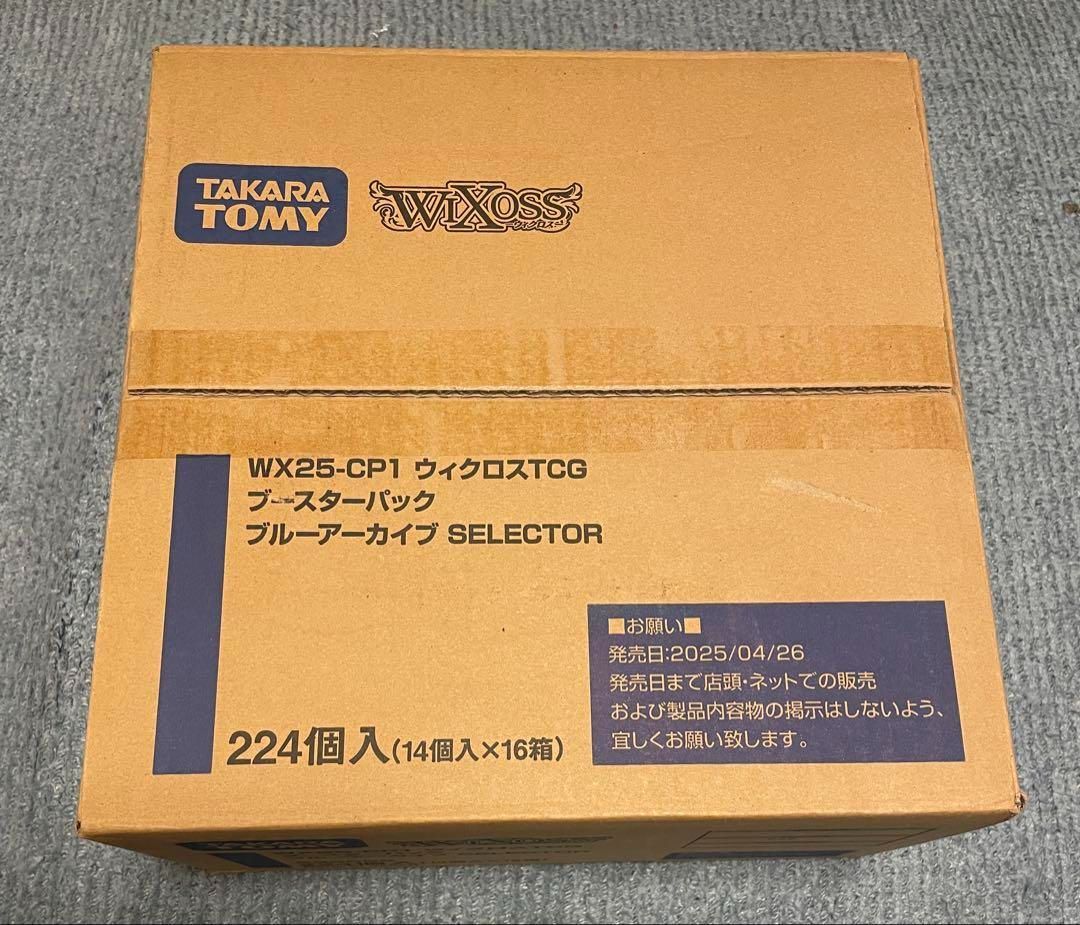 TAKARA
TOMY
WIXOSS
ウィクロス
WX25-CP1 ウィクロスTCG
ブースターパック
ブルーアーカイブ SELECTOR
■お願い■
発売日:2025/04/26
発売日まで店頭・ネットでの販売
および製品内容物の掲示はしないよう、
宜しくお願い致します。
224個入(14個入×16箱)